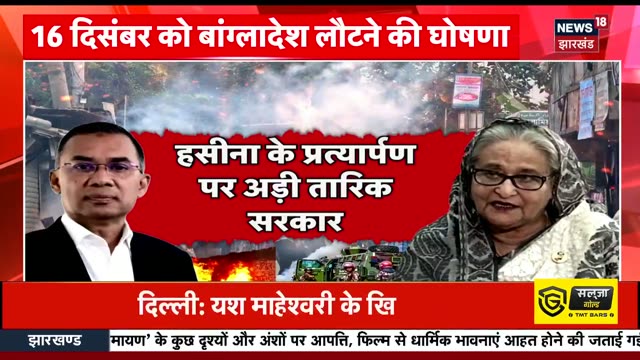 16 दिसंबर को बांग्लादेश लौटने की घोषणा
NEWS 18
झारखंड
हसीना के प्रत्यार्पण
पर अड़ी तारिक
सरकार
दिल्ली: यश माहेश्वरी के खि
सलूजा
गोल्ड
TMT BARS
झारखण्ड
मायण’ के कुछ दृश्यों और अंशों पर आपत्ति, फिल्म से धार्मिक भावनाएं आहत होने की जताई गई